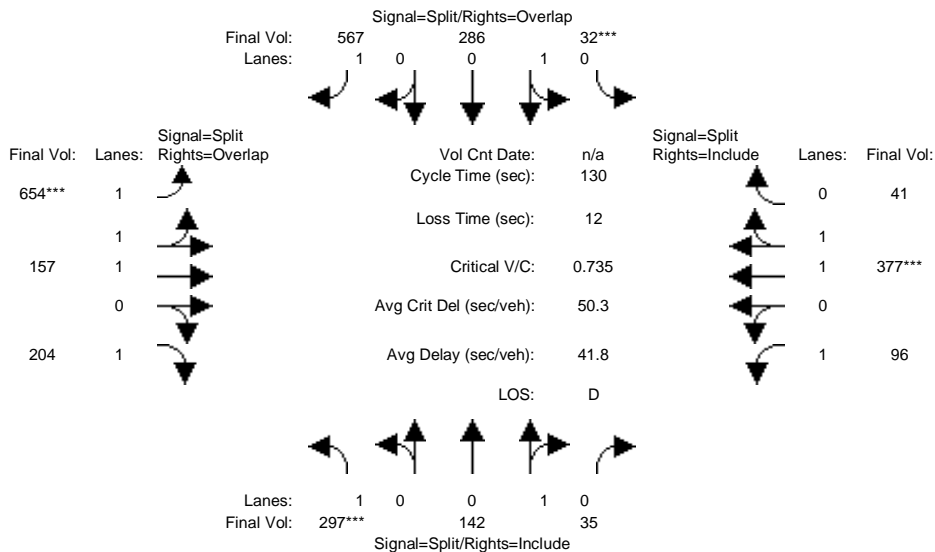 Signal=Split/Rights=Overlap
Final Vol: 567 286 32***
Lanes: 1 0 0 1 0
Signal=Split Signal=Split
Final Vol: Lanes: Rights=Overlap Vol Cnt Date: n/a Rights=Include Lanes: Final Vol:
Cycle Time (sec): 130
654*** 1 0 41
Loss Time (sec): 12
1 1
157 1 Critical V/C: 0.735 1 377***
0 Avg Crit Del (sec/veh): 50.3 0
204 1 Avg Delay (sec/veh): 41.8 1 96
LOS: D
Lanes: 1 0 0 1 0
Final Vol: 297*** 142 35
Signal=Split/Rights=Include